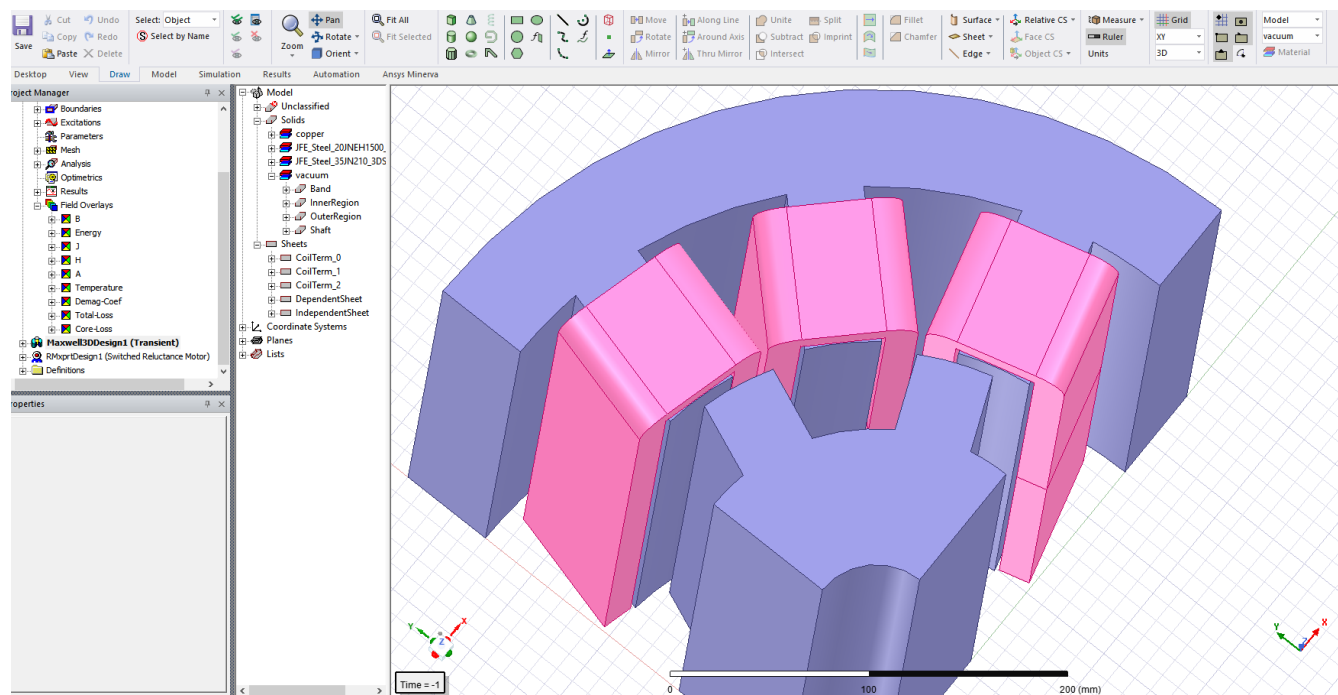 Save
Cut
Copy
Paste
Undo
Redo
Delete
Select: Object
Select by Name
Zoom
Pan
Rotate
Orient
Fit All
Fit Selected
Move
Rotate
Mirror
Along Line
Around Axis
Thru Mirror
Unite
Subtract
Intersect
Split
Imprint
Fillet
Chamfer
Surface
Sheet
Edge
Relative CS
Face CS
Object CS
Measure
Ruler
Units
Grid
XY
3D
Model
vacuum
Material
Desktop View Draw Model Simulation Results Automation Ansys Minerva
roject Manager
Boundaries
Excitations
Parameters
Mesh
Analysis
Optimetrics
Results
Field Overlays
B
Energy
J
H
A
Temperature
Demag-Coef
Total-Loss
Core-Loss
Maxwell3DDesign1 (Transient)
RMxprtDesign1 (Switched Reluctance Motor)
Definitions
roperties
Model
Unclassified
Solids
copper
JFE_Steel_20JNEH1500_
JFE_Steel_35JN210_3DS
vacuum
Band
InnerRegion
OuterRegion
Shaft
Sheets
CoilTerm_0
CoilTerm_1
CoilTerm_2
DependentSheet
IndependentSheet
Coordinate Systems
Planes
Lists
Y
X
Z
Time = -1
0
100
200 (mm)
Y
X
Z